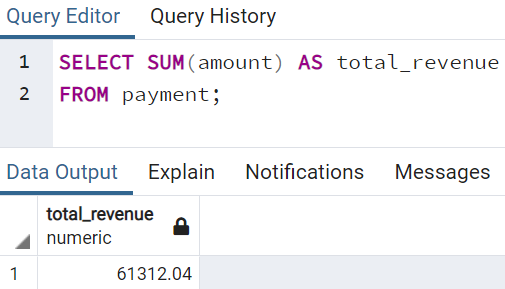 Query Editor Query History
1 SELECT SUM(amount) AS total_revenue
2 FROM payment;
Data Output Explain Notifications Messages
total_revenue
numeric
1 61312.04